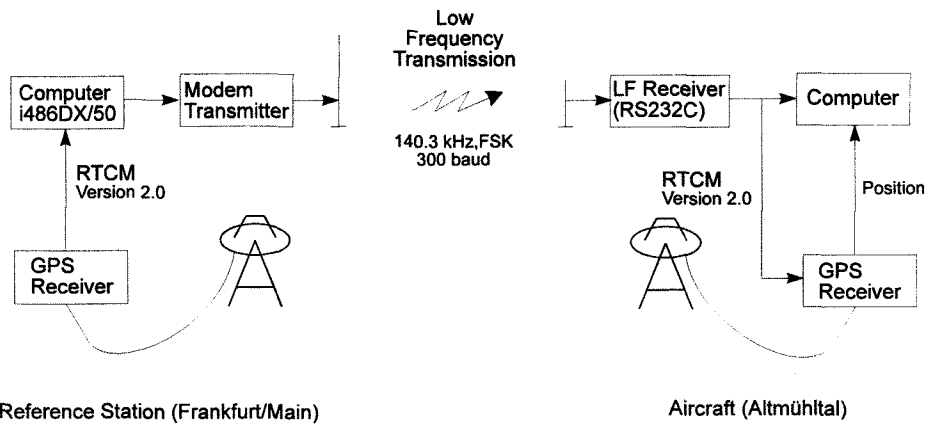 Low
Frequency
Transmission
Computer
i486DX/50
Modem
Transmitter
LF Receiver
(RS232C)
Computer
140.3 kHz,FSK
300 baud
RTCM
Version 2.0
RTCM
Version 2.0
Position
GPS
Receiver
GPS
Receiver
Reference Station (Frankfurt/Main)
Aircraft (Altmühltal)